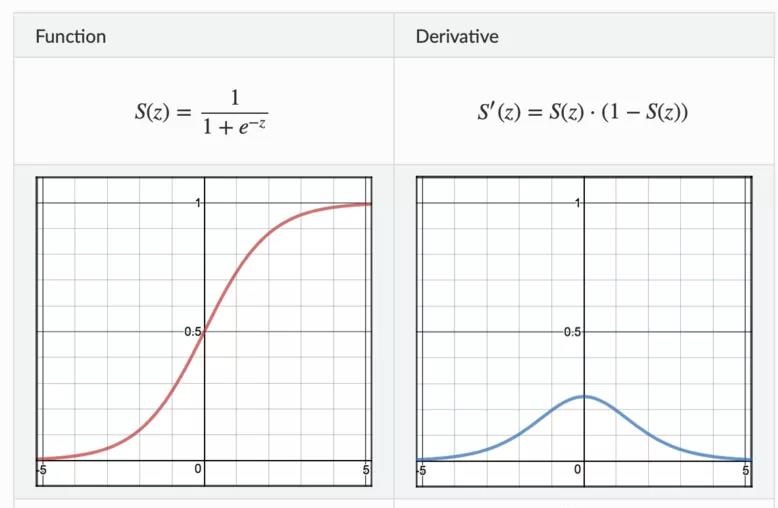 Function
Derivative
S(z) = 1 / (1 + e^{-z})
S′(z) = S(z) · (1 − S(z))
1
0.5
-5
0
5
1
0.5
-5
0
5